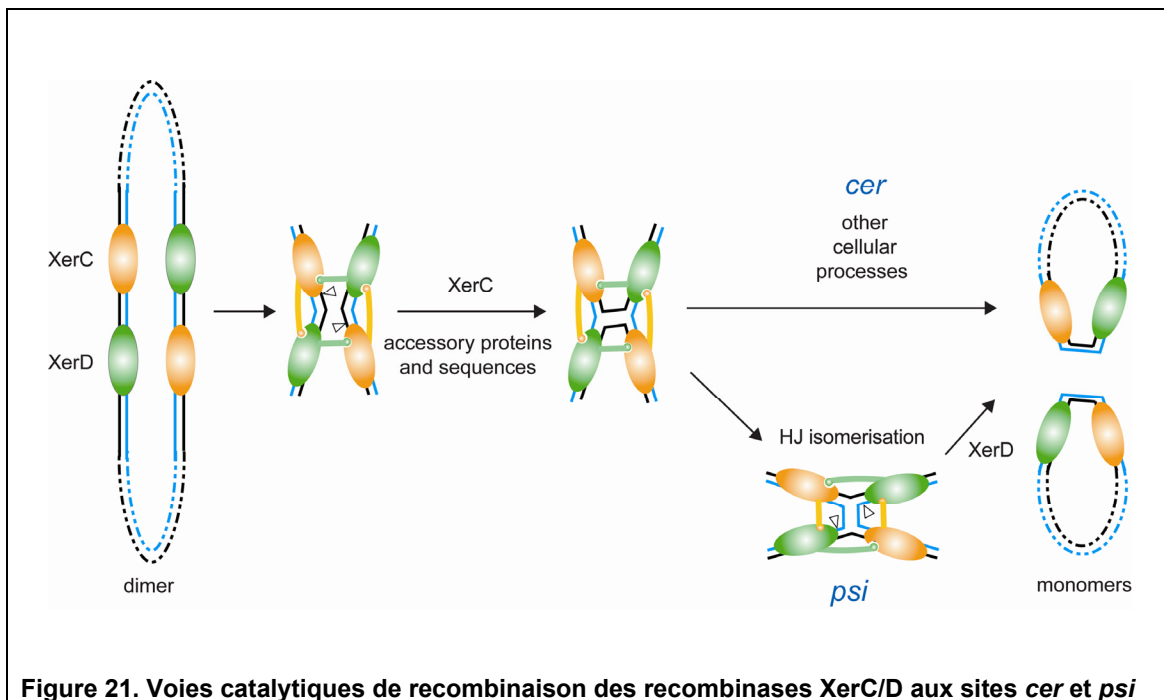 XerC
XerD
dimer
XerC
accessory proteins
and sequences
cer
other
cellular
processes
HJ isomerisation
XerD
psi
monomers
Figure 21. Voies catalytiques de recombinaison des recombinases XerC/D aux sites cer et psi